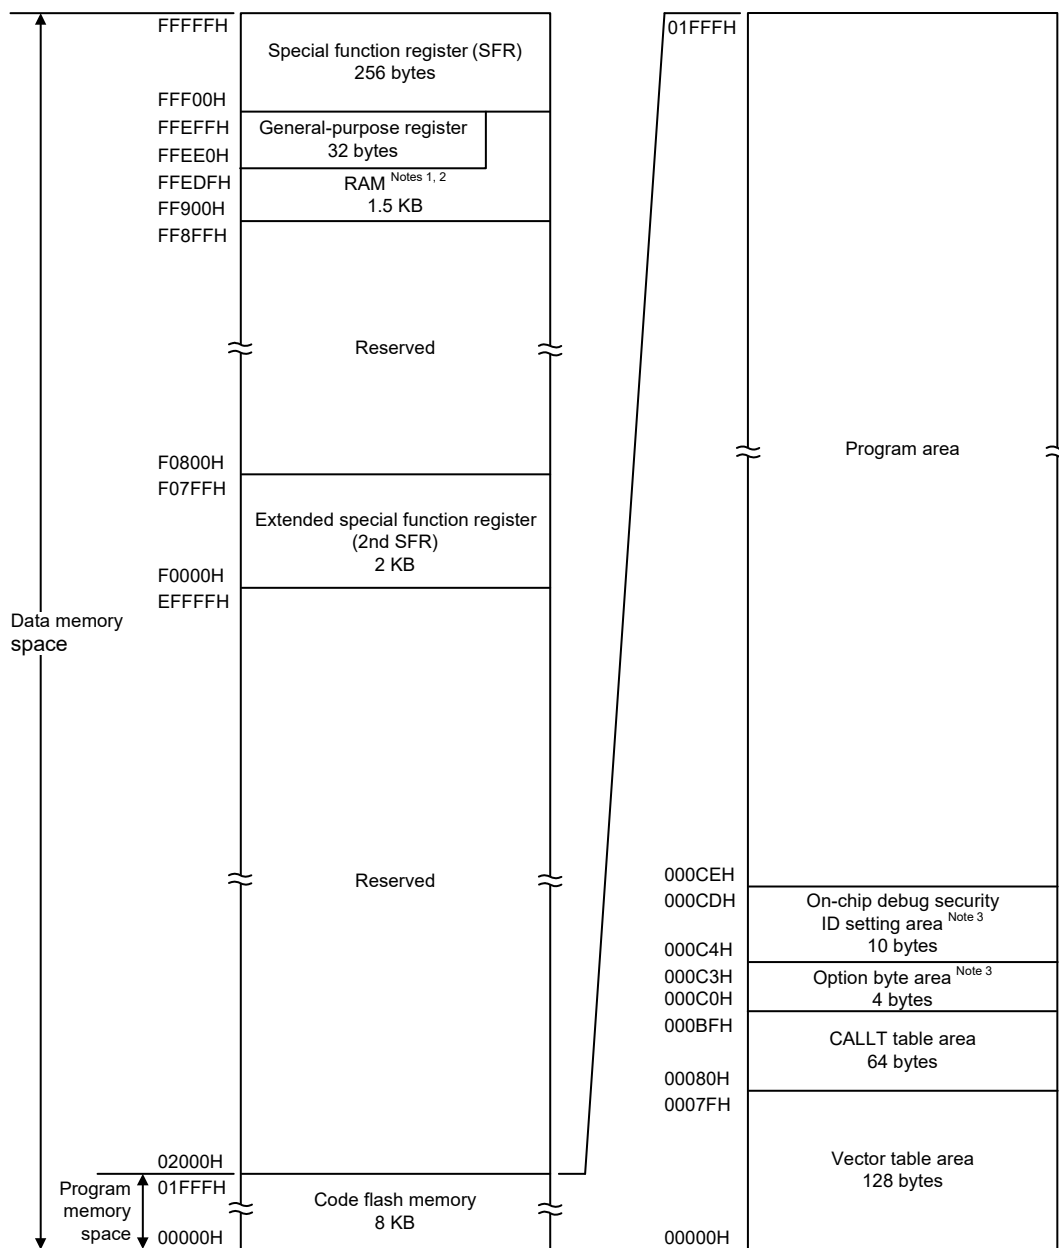 FFFFFH
Special function register (SFR)
256 bytes
FFF00H
FFEFFH
General-purpose register
32 bytes
FFEE0H
FFEDFH
RAM Notes 1, 2
1.5 KB
FF900H
FF8FFH
Reserved
F0800H
F07FFH
Extended special function register
(2nd SFR)
2 KB
F0000H
EFFFFH
Data memory
space
Reserved
02000H
Program
memory
space
01FFFH
Code flash memory
8 KB
00000H
01FFFH
Program area
000CEH
000CDH
On-chip debug security
ID setting area Note 3
10 bytes
000C4H
000C3H
Option byte area Note 3
4 bytes
000C0H
000BFH
CALLT table area
64 bytes
00080H
0007FH
Vector table area
128 bytes
00000H